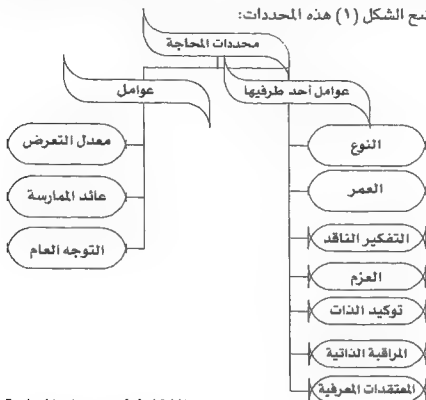 ضح الشكل (١) هذه المحددات:
محددات المحاجة
عوامل أحد طرفيها
عوامل
النوع
العمر
التفكير الناقد
العزم
توكيد الذات
المراقبة الذاتية
المعتقدات المعرفية
معدل التعرض
عائد الممارسة
التوجه العام